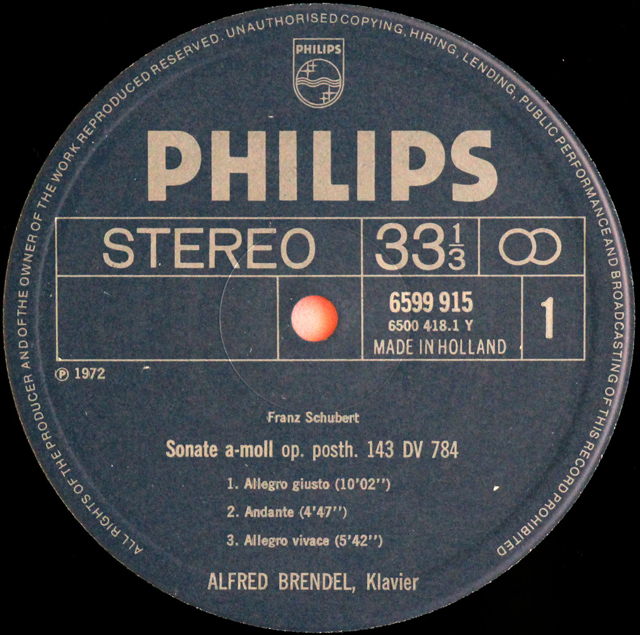 ALL RIGHTS OF THE PRODUCER AND OF THE OWNER OF THE WORK REPRODUCED RESERVED. UNAUTHORISED COPYING, HIRING, LENDING, PUBLIC PERFORMANCE AND BROADCASTING OF THIS RECORD PROHIBITED
PHILIPS
PHILIPS
STEREO 33 1/3
6599 915
6500 418.1 Y
MADE IN HOLLAND
1
Ⓟ 1972
Franz Schubert
Sonate a-moll op. posth. 143 DV 784
1. Allegro giusto (10'02'')
2. Andante (4'47'')
3. Allegro vivace (5'42'')
ALFRED BRENDEL, Klavier